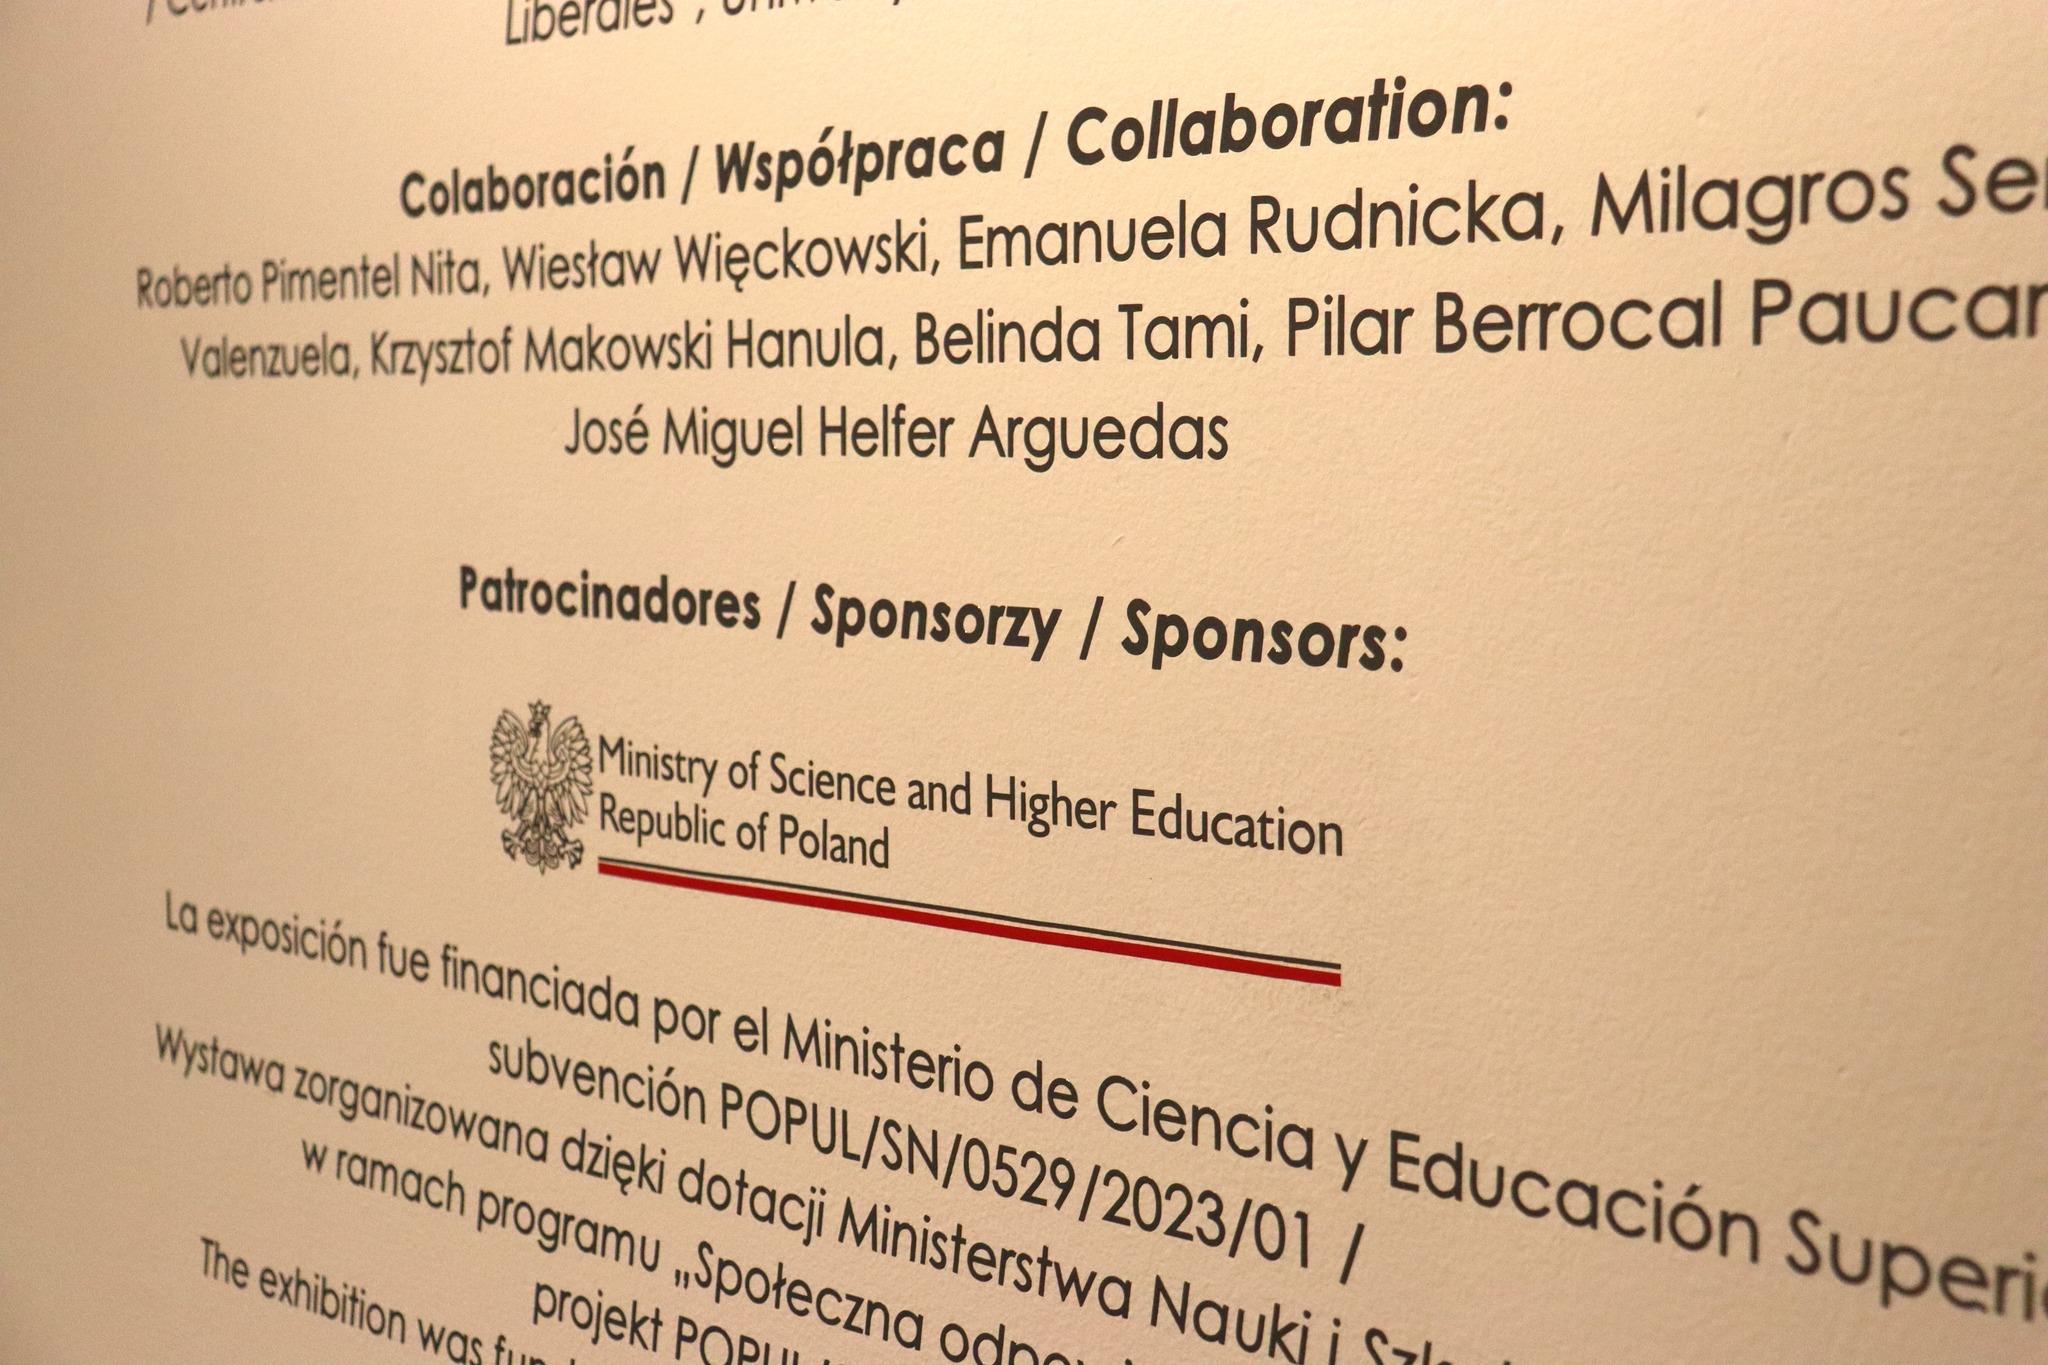 Liberales",
Colaboración / Współpraca / Collaboration:
Roberto Pimentel Nita, Wiesław Więckowski, Emanuela Rudnicka, Milagros
Valenzuela, Krzysztof Makowski Hanula, Belinda Tami, Pilar Berrocal
José Miguel Helfer Arguedas
Patrocinadores / Sponsorzy / Sponsors:
Ministry of Science and Higher Education
Republic of Poland
La exposición fue financiada por el Ministerio de Ciencia y Educación
subvención POPUL/SN/0529/2023/01 /
Wystawa zorganizowana dzięki dotacji Ministerstwa Nauki i
w ramach programu „Społeczna
projekt
The exhibition was